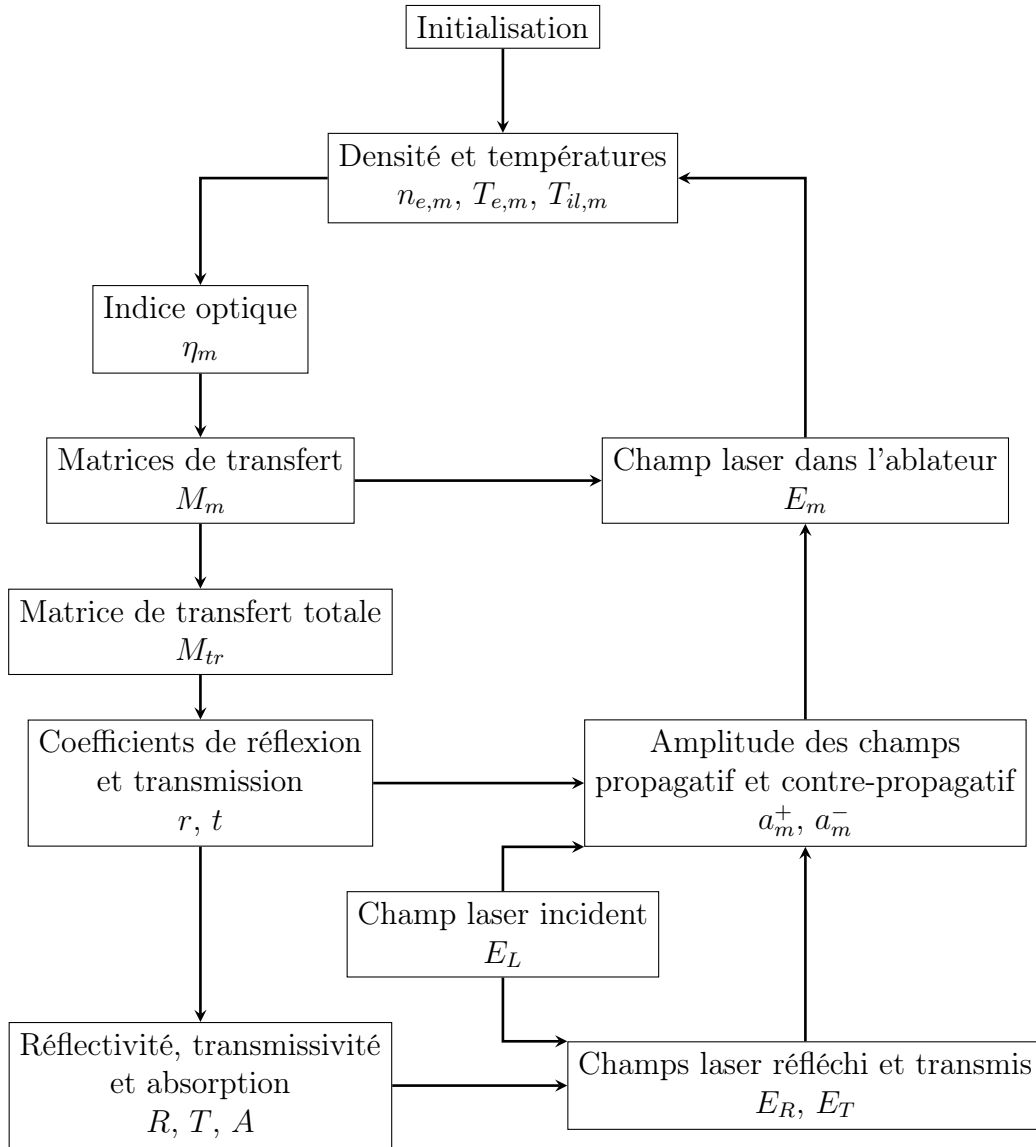 Initialisation
Densité et températures
$n_{e,m}$, $T_{e,m}$, $T_{il,m}$
Indice optique
$\eta_m$
Matrices de transfert
$M_m$
Champ laser dans l'ablateur
$E_m$
Matrice de transfert totale
$M_{tr}$
Coefficients de réflexion
et transmission
$r$, $t$
Amplitude des champs
propagatif et contre-propagatif
$a_m^+$, $a_m^-$
Champ laser incident
$E_L$
Réflectivité, transmissivité
et absorption
$R$, $T$, $A$
Champs laser réfléchi et transmis
$E_R$, $E_T$